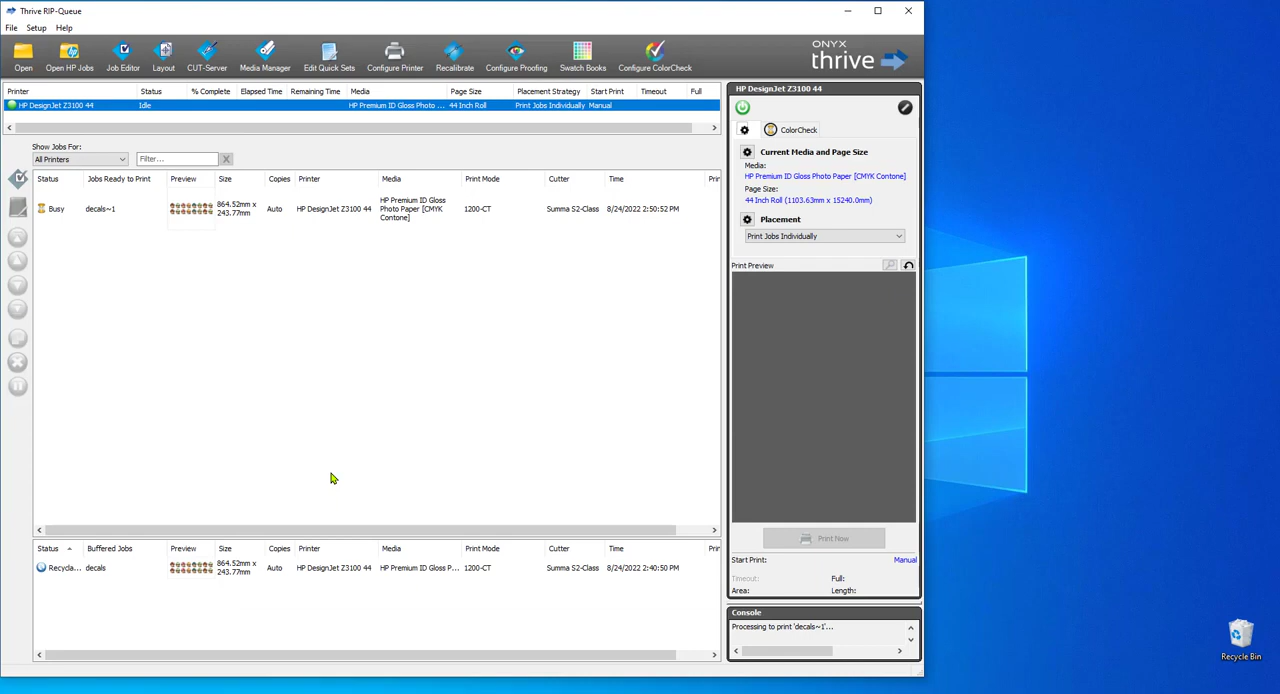 Thrive RIP-Queue
File Setup Help
Open Open HP Jobs Job Editor Layout CUT-Server Media Manager Edit Quick Sets Configure Printer Recalibrate Configure Proofing Swatch Books Configure ColorCheck
ONYX
thrive
Printer Status % Complete Elapsed Time Remaining Time Media Page Size Placement Strategy Start Print Timeout Full
HP DesignJet Z3100 44 Idle HP Premium ID Gloss Photo ... 44 Inch Roll Print Jobs Individually Manual
Show Jobs For:
All Printers Filter... X
Status Jobs Ready to Print Preview Size Copies Printer Media Print Mode Cutter Time Prin
Busy decals~1 864.52mm x 243.77mm Auto HP DesignJet Z3100 44 HP Premium ID Gloss Photo Paper [CMYK Contone] 1200-CT Summa S2-Class 8/24/2022 2:50:52 PM
Status Buffered Jobs Preview Size Copies Printer Media Print Mode Cutter Time Prin
Recycla... decals 864.52mm x 243.77mm Auto HP DesignJet Z3100 44 HP Premium ID Gloss P... 1200-CT Summa S2-Class 8/24/2022 2:40:50 PM
HP DesignJet Z3100 44
ColorCheck
Current Media and Page Size
Media:
HP Premium ID Gloss Photo Paper [CMYK Contone]
Page Size:
44 Inch Roll (1103.63mm x 15240.0mm)
Placement
Print Jobs Individually
Print Preview
Print Now
Start Print: Manual
Timeout: Full:
Area: Length:
Console
Processing to print 'decals~1'...
Recycle Bin